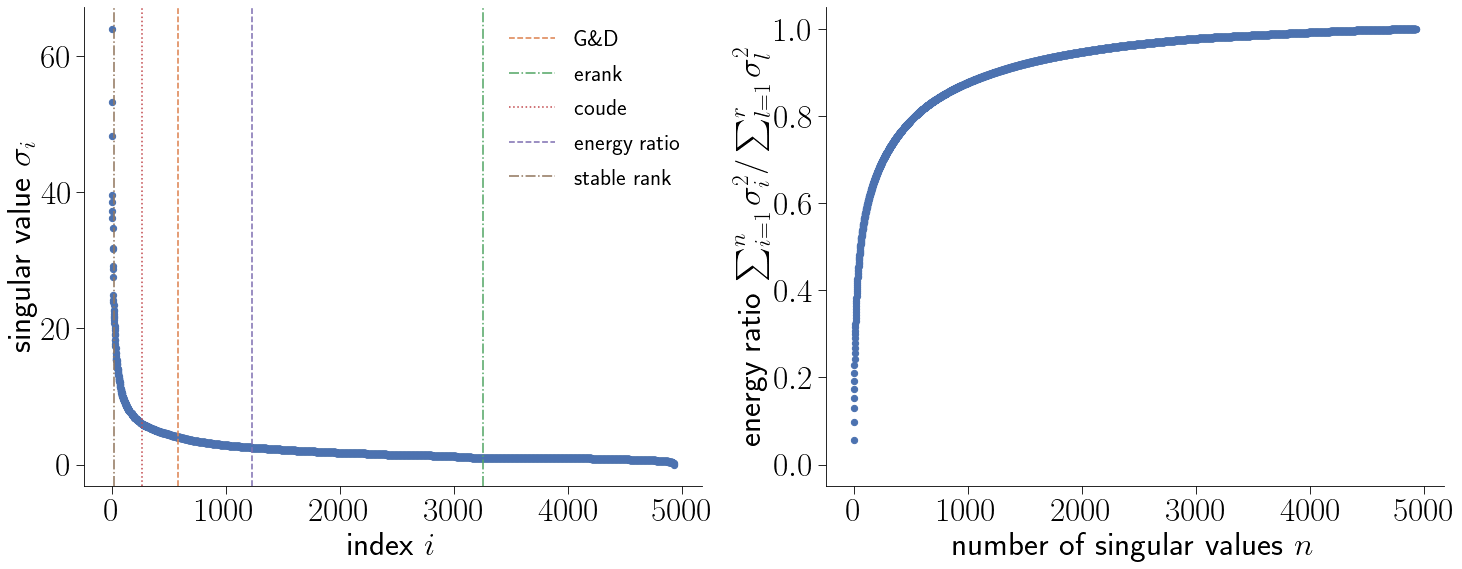 singular value σ_i
60
40
20
0
G&D
erank
coude
energy ratio
stable rank
0 1000 2000 3000 4000 5000
index i
energy ratio ∑_{i=1}^{n} σ_i^2 / ∑_{l=1}^{r} σ_l^2
1.0
0.8
0.6
0.4
0.2
0.0
0 1000 2000 3000 4000 5000
number of singular values n